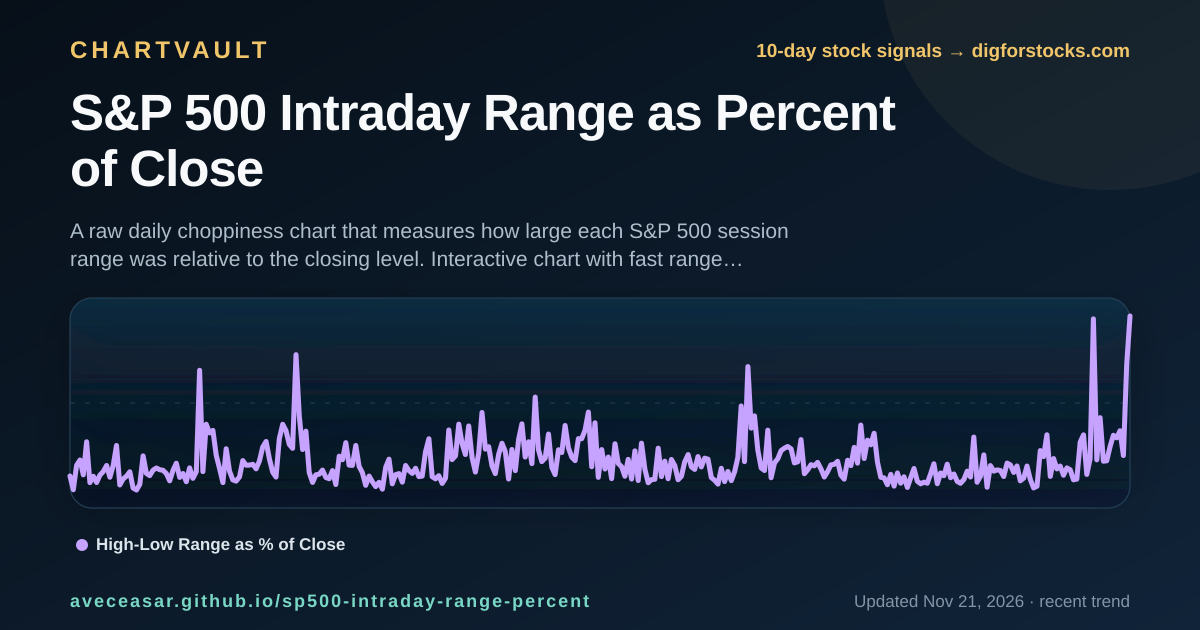 CHARTVAULT
10-day stock signals → digforstocks.com
S&P 500 Intraday Range as Percent
of Close
A raw daily choppiness chart that measures how large each S&P 500 session
range was relative to the closing level. Interactive chart with fast range…
High-Low Range as % of Close
aveceasar.github.io/sp500-intraday-range-percent
Updated Nov 21, 2026 · recent trend